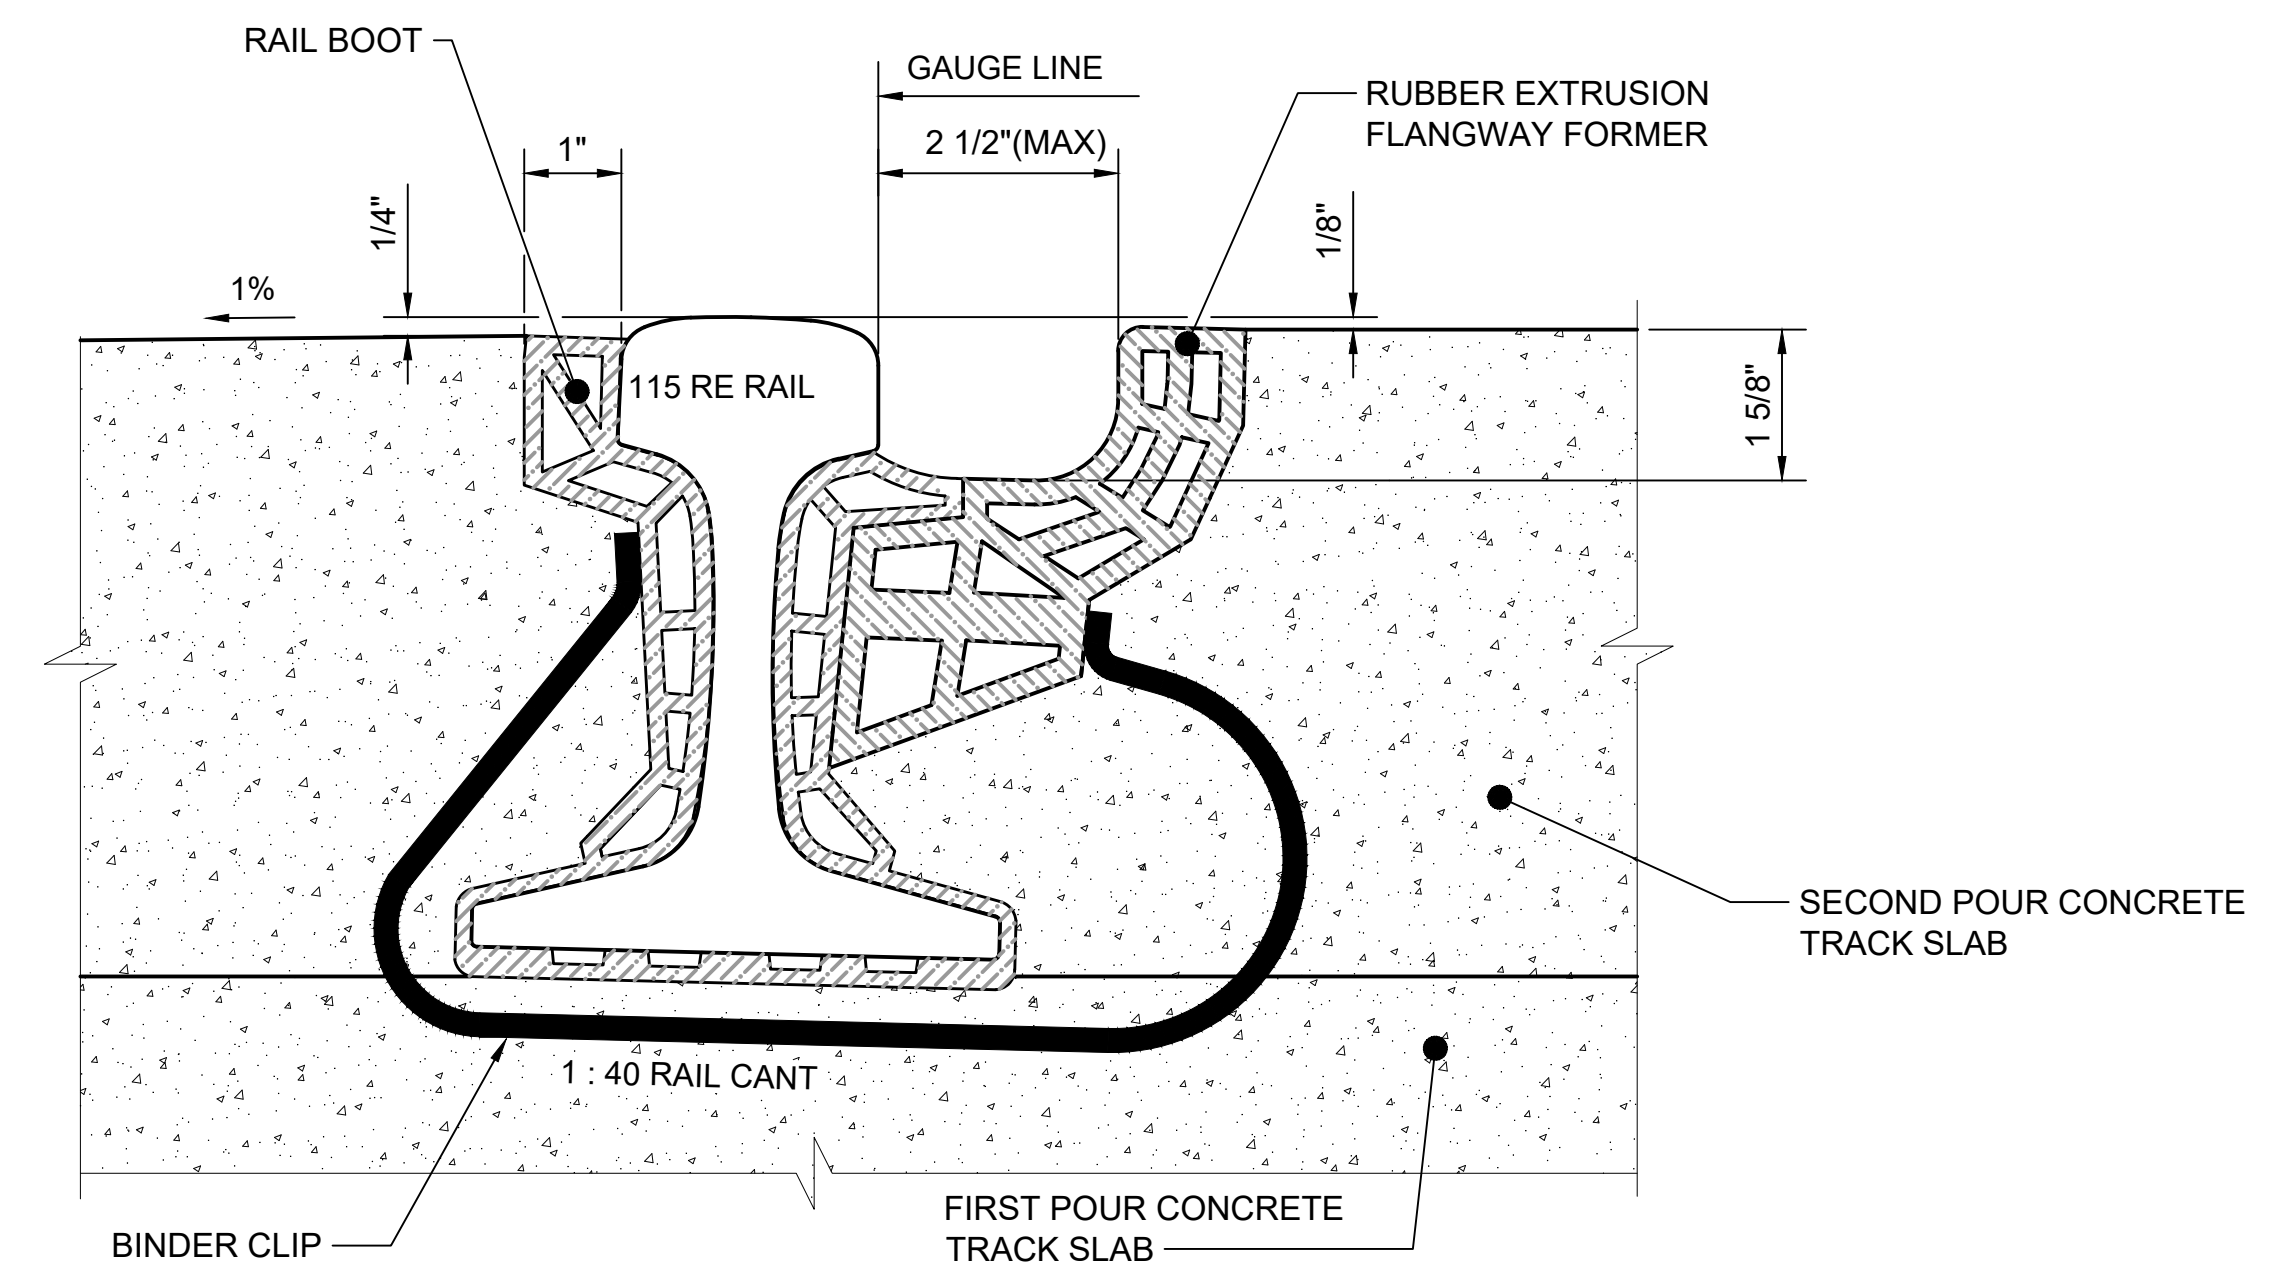 RAIL BOOT
GAUGE LINE
RUBBER EXTRUSION
FLANGWAY FORMER
1"
2 1/2"(MAX)
1/4"
1/8"
1%
115 RE RAIL
1 5/8"
SECOND POUR CONCRETE
TRACK SLAB
1 : 40 RAIL CANT
FIRST POUR CONCRETE
TRACK SLAB
BINDER CLIP